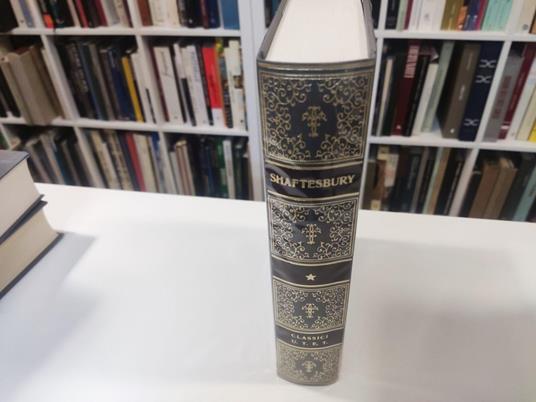 SHAFTESBURY
CLASSICI
U. T. E. T.